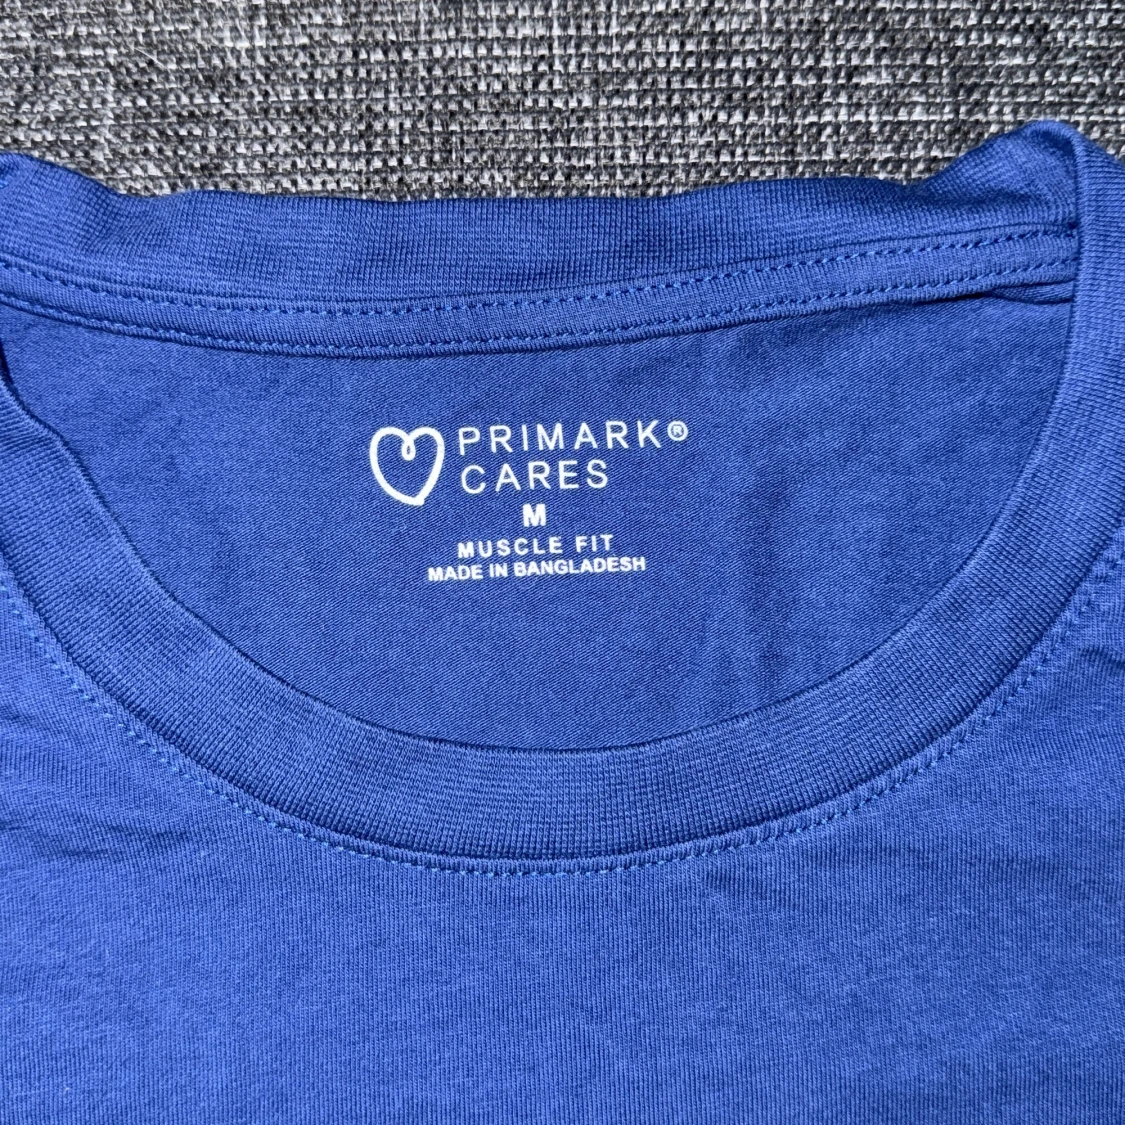 PRIMARK®
CARES
M
MUSCLE FIT
MADE IN BANGLADESH